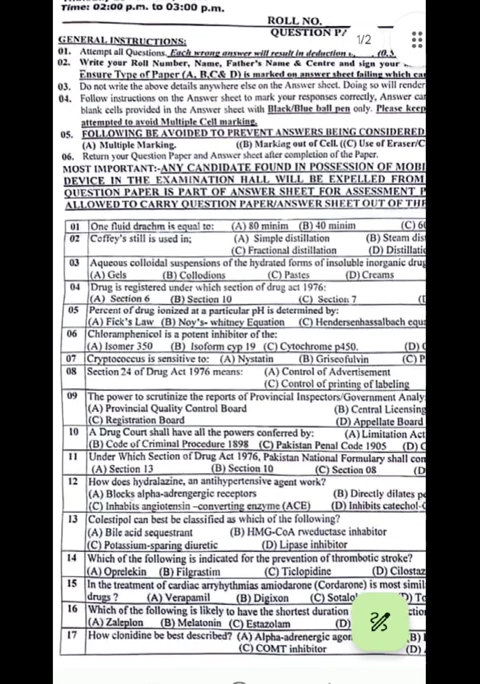 Time: 02:00 p.m. to 03:00 p.m.
ROLL NO.
QUESTION
1/2
GENERAL INSTRUCTIONS:
01. Attempt all Questions. Each wrong answer will result in deduction
02. Write your Roll Number, Name, Father's Name & Centre and sign your
Ensure Type of Paper (A, B,C& D) is marked on answer sheet failing which
03. Do not write the above details anywhere else on the Answer sheet. Doing so will render
04. Follow instructions on the Answer sheet to mark your responses correctly, Answer
blank cells provided in the Answer sheet with Black/Blue ball pen only. Please keep
attempted to avoid Multiple Cell marking.
05. FOLLOWING BE AVOIDED TO PREVENT ANSWERS BEING CONSIDERED
(A) Multiple Marking. ((B) Marking out of Cell. ((C) Use of Eraser/
06. Return your Question Paper and Answer sheet after completion of the Paper.
MOST IMPORTANT:-ANY CANDIDATE FOUND IN POSSESSION OF
DEVICE IN THE EXAMINATION HALL WILL BE EXPELLED FROM
QUESTION PAPER IS PART OF ANSWER SHEET FOR ASSESSMENT
ALLOWED TO CARRY QUESTION PAPER/ANSWER SHEET OUT OF
01 One fluid drachm is equal to: (A) 80 minim (B) 40 minim (C)
02 Coffey's still is used in; (A) Simple distillation (B) Steam
(C) Fractional distillation (D)
03 Aqueous colloidal suspensions of the hydrated forms of insoluble inorganic
(A) Gels (B) Collodions (C) Pastes (D) Creams
04 Drug is registered under which section of drug act 1976:
(A) Section 6 (B) Section 10 (C) Section 7
05 Percent of drug ionized at a particular pH is determined by:
(A) Fick's Law (B) Noy's- whitney Equation (C) Hendersenhassalbach
06 Chloramphenicol is a potent inhibitor of the:
(A) Isomer 350 (B) Isoform cyp 19 (C) Cytochrome p450. (D)
07 Cryptococcus is sensitive to: (A) Nystatin (B) Griseofulvin (C)
08 Section 24 of Drug Act 1976 means: (A) Control of Advertisement
(C) Control of printing of labeling
09 The power to scrutinize the reports of Provincial Inspectors/Government
(A) Provincial Quality Control Board (B) Central Licensing
(C) Registration Board (D) Appellate Board
10 A Drug Court shall have all the powers conferred by: (A) Limitation Act
(B) Code of Criminal Procedure 1898 (C) Pakistan Penal Code 1905 (D)
11 Under Which Section of Drug Act 1976, Pakistan National Formulary shall
(A) Section 13 (B) Section 10 (C) Section 08 (D
12 How does hydralazine, an antihypertensive agent work?
(A) Blocks alpha-adrengergic receptors (B) Directly dilates
(C) Inhabits angiotensin –converting enzyme (ACE) (D) Inhibits
13 Colestipol can best be classified as which of the following?
(A) Bile acid sequestrant (B) HMG-CoA rweductase inhabitor
(C) Potassium-sparing diuretic (D) Lipase inhibitor
14 Which of the following is indicated for the prevention of thrombotic stroke?
(A) Oprelekin (B) Filgrastim (C) Ticlopidine (D)
15 In the treatment of cardiac arryhythmias amiodarone (Cordarone) is most
drugs ? (A) Verapamil (B) Digixon (C)
16 Which of the following is likely to have the shortest duration
(A) Zaleplon (B) Melatonin (C) Estazolam (D)
17 How clonidine be best described? (A) Alpha-adrenergic (B)
(C) COMT inhibitor (D)